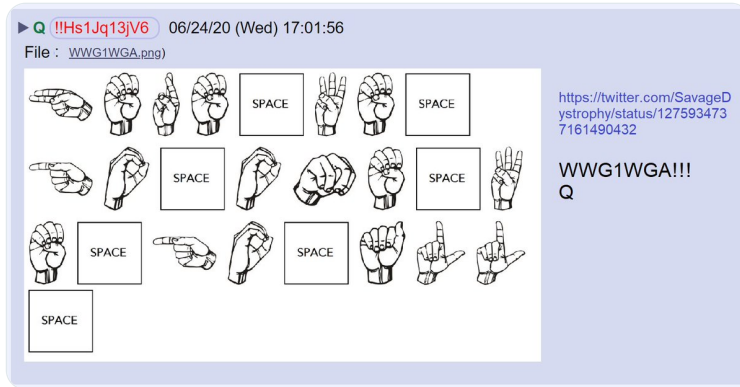 ▶ Q !!Hs1Jq13jV6 06/24/20 (Wed) 17:01:56
File : WWG1WGA.png)
SPACE SPACE
SPACE SPACE
SPACE SPACE
SPACE
https://twitter.com/SavageD
ystrophy/status/127593473
7161490432
WWG1WGA!!!
Q